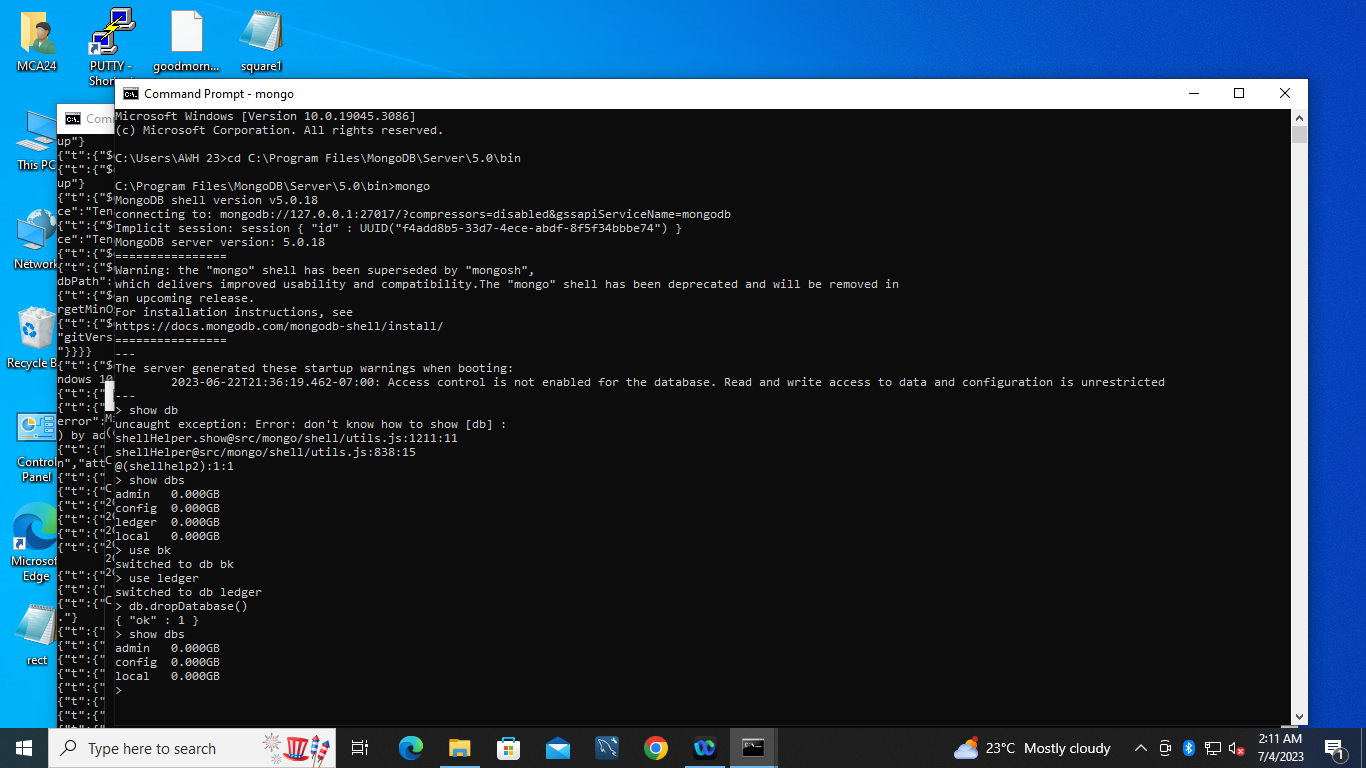 MCA24
PUTTY -
goodmorn...
square1
Command Prompt - mongo
Microsoft Windows [Version 10.0.19045.3086]
(c) Microsoft Corporation. All rights reserved.
C:\Users\AWH 23>cd C:\Program Files\MongoDB\Server\5.0\bin
C:\Program Files\MongoDB\Server\5.0\bin>mongo
MongoDB shell version v5.0.18
connecting to: mongodb://127.0.0.1:27017/?compressors=disabled&gssapiServiceName=mongodb
Implicit session: session { "id" : UUID("f4add8b5-33d7-4ece-abdf-8f5f34bbbe74") }
MongoDB server version: 5.0.18
================
Warning: the "mongo" shell has been superseded by "mongosh",
which delivers improved usability and compatibility.The "mongo" shell has been deprecated and will be removed in
an upcoming release.
For installation instructions, see
https://docs.mongodb.com/mongodb-shell/install/
================
---
The server generated these startup warnings when booting:
2023-06-22T21:36:19.462-07:00: Access control is not enabled for the database. Read and write access to data and configuration is unrestricted
---
> show db
uncaught exception: Error: don't know how to show [db] :
shellHelper.show@src/mongo/shell/utils.js:1211:11
shellHelper@src/mongo/shell/utils.js:838:15
@(shellhelp2):1:1
> show dbs
admin   0.000GB
config  0.000GB
ledger  0.000GB
local   0.000GB
> use bk
switched to db bk
> use ledger
switched to db ledger
> db.dropDatabase()
{ "ok" : 1 }
> show dbs
admin   0.000GB
config  0.000GB
local   0.000GB
>
This PC
Network
Recycle B
Control
Panel
Microsof
Edge
rect
Type here to search
23°C Mostly cloudy
2:11 AM
7/4/2023
1